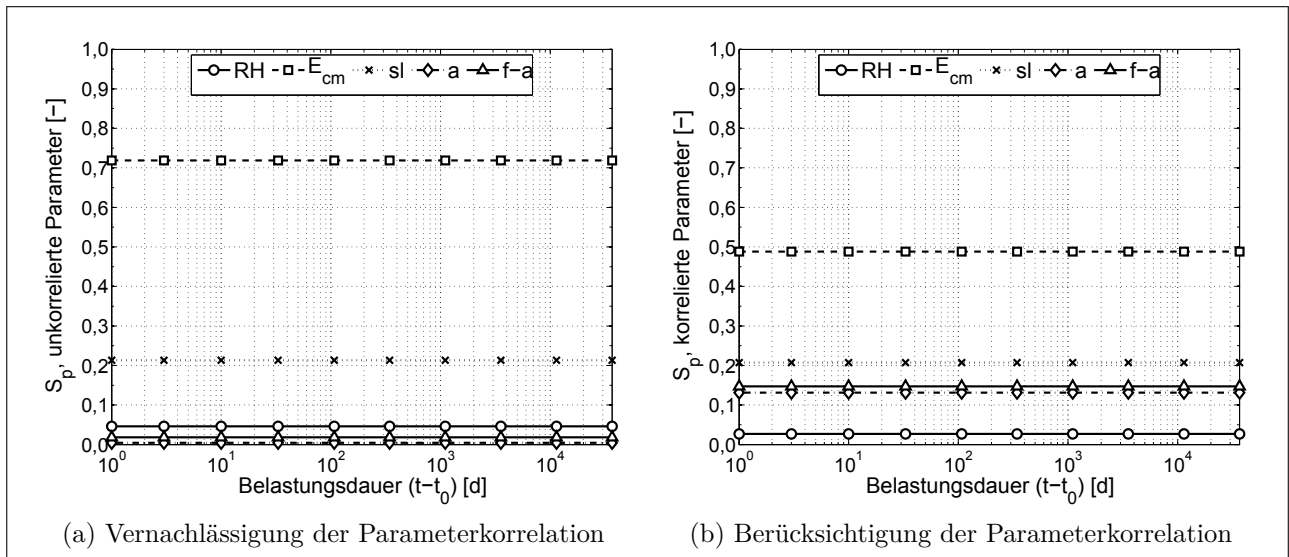 RH E_cm sl a f−a
S_p, unkorrelierte Parameter [−]
1,0
0,9
0,8
0,7
0,6
0,5
0,4
0,3
0,2
0,1
0,0
10^0 10^1 10^2 10^3 10^4
Belastungsdauer (t−t_0) [d]
(a) Vernachlässigung der Parameterkorrelation
RH E_cm sl a f−a
S_p, korrelierte Parameter [−]
1,0
0,9
0,8
0,7
0,6
0,5
0,4
0,3
0,2
0,1
0,0
10^0 10^1 10^2 10^3 10^4
Belastungsdauer (t−t_0) [d]
(b) Berücksichtigung der Parameterkorrelation